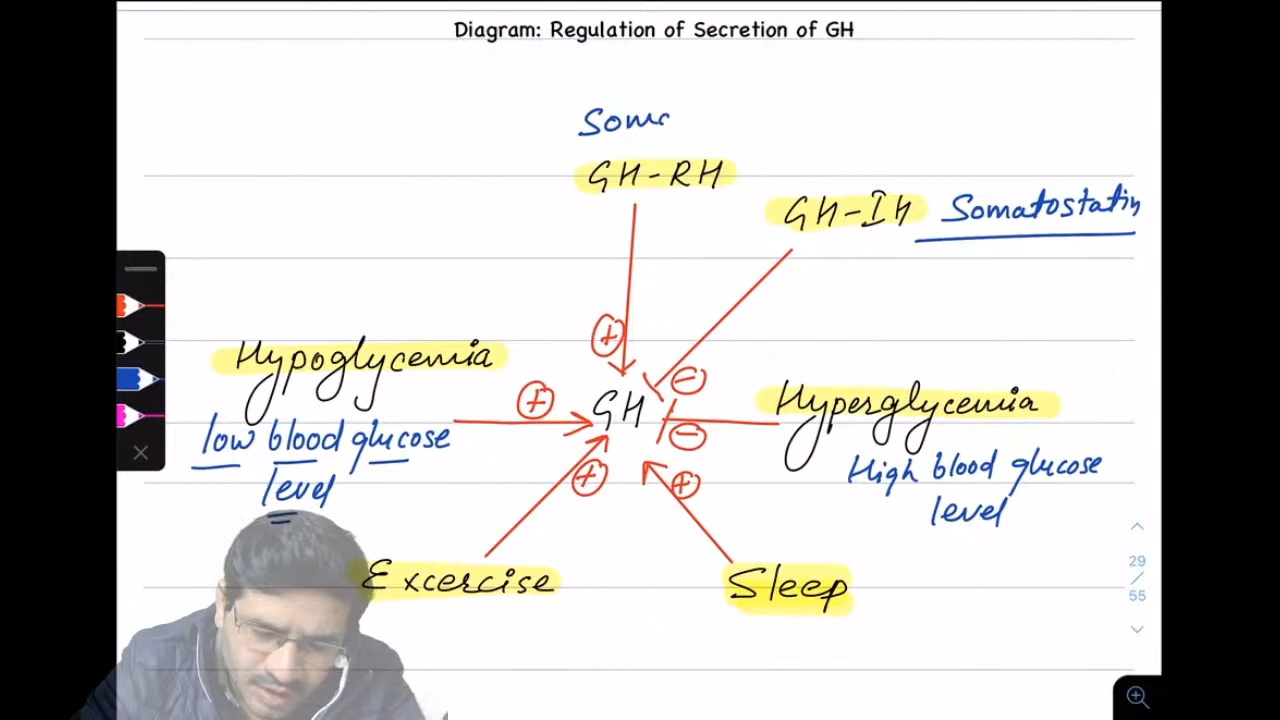 Diagram: Regulation of Secretion of GH
Soma
GH-RH
GH-IH Somatostatin
Hypoglycemia
low blood glucose
level
GH
Hyperglycemia
High blood glucose
level
Excercise
Sleep
29
/
55